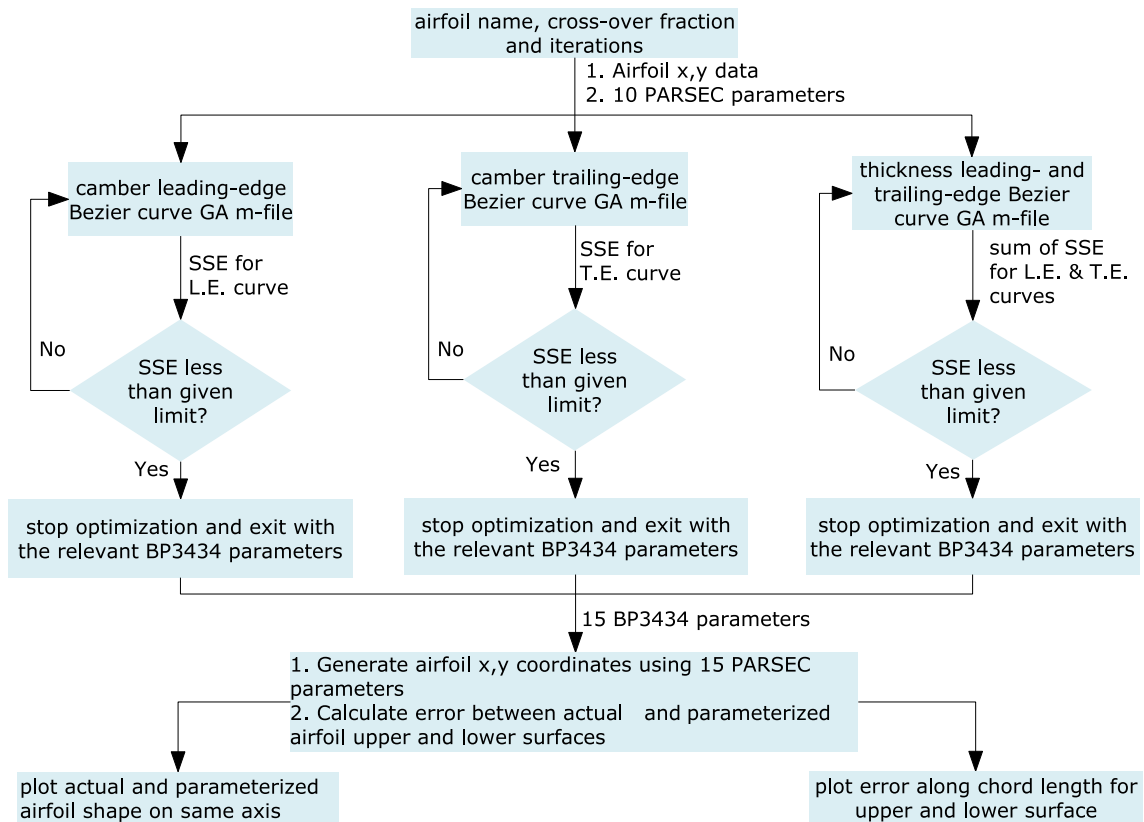 airfoil name, cross-over fraction
and iterations
1. Airfoil x,y data
2. 10 PARSEC parameters
camber leading-edge
Bezier curve GA m-file
camber trailing-edge
Bezier curve GA m-file
thickness leading- and
trailing-edge Bezier
curve GA m-file
SSE for
L.E. curve
SSE for
T.E. curve
sum of SSE
for L.E. & T.E.
curves
No
SSE less
than given
limit?
No
SSE less
than given
limit?
No
SSE less
than given
limit?
Yes
Yes
Yes
stop optimization and exit with
the relevant BP3434 parameters
stop optimization and exit with
the relevant BP3434 parameters
stop optimization and exit with
the relevant BP3434 parameters
15 BP3434 parameters
1. Generate airfoil x,y coordinates using 15 PARSEC
parameters
2. Calculate error between actual and parameterized
airfoil upper and lower surfaces
plot actual and parameterized
airfoil shape on same axis
plot error along chord length for
upper and lower surface